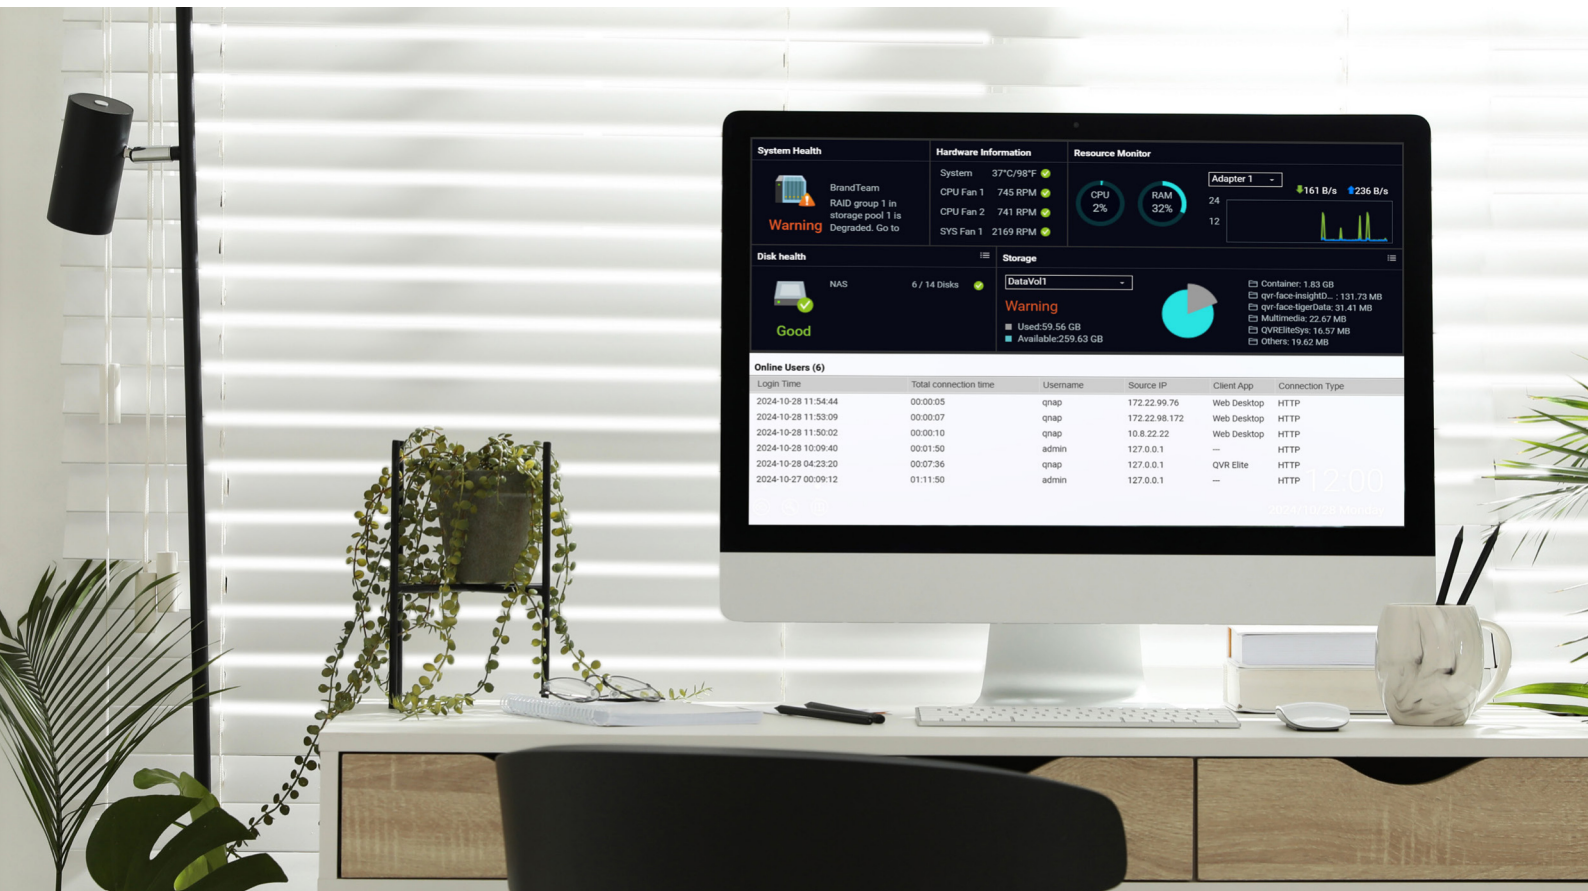 System Health
BrandTeam
RAID group 1 in
storage pool 1 is
Degraded. Go to
Warning
Hardware Information
System 37°C/98°F
CPU Fan 1 745 RPM
CPU Fan 2 741 RPM
SYS Fan 1 2169 RPM
Resource Monitor
CPU
2%
RAM
32%
Adapter 1
161 B/s 236 B/s
24
12
Disk health
NAS 6 / 14 Disks
Good
Storage
DataVol1
Warning
Used:59.56 GB
Available:259.63 GB
Container: 1.83 GB
qvr-face-insightD... : 131.73 MB
qvr-face-tigerData: 31.41 MB
Multimedia: 22.67 MB
QVREliteSys: 16.57 MB
Others: 19.62 MB
Online Users (6)
Login Time Total connection time Username Source IP Client App Connection Type
2024-10-28 11:54:44 00:00:05 qnap 172.22.99.76 Web Desktop HTTP
2024-10-28 11:53:09 00:00:07 qnap 172.22.98.172 Web Desktop HTTP
2024-10-28 11:50:02 00:00:10 qnap 10.8.22.22 Web Desktop HTTP
2024-10-28 10:09:40 00:01:50 admin 127.0.0.1 --- HTTP
2024-10-28 04:23:20 00:07:36 qnap 127.0.0.1 QVR Elite HTTP
2024-10-27 00:09:12 01:11:50 admin 127.0.0.1 --- HTTP
12:00